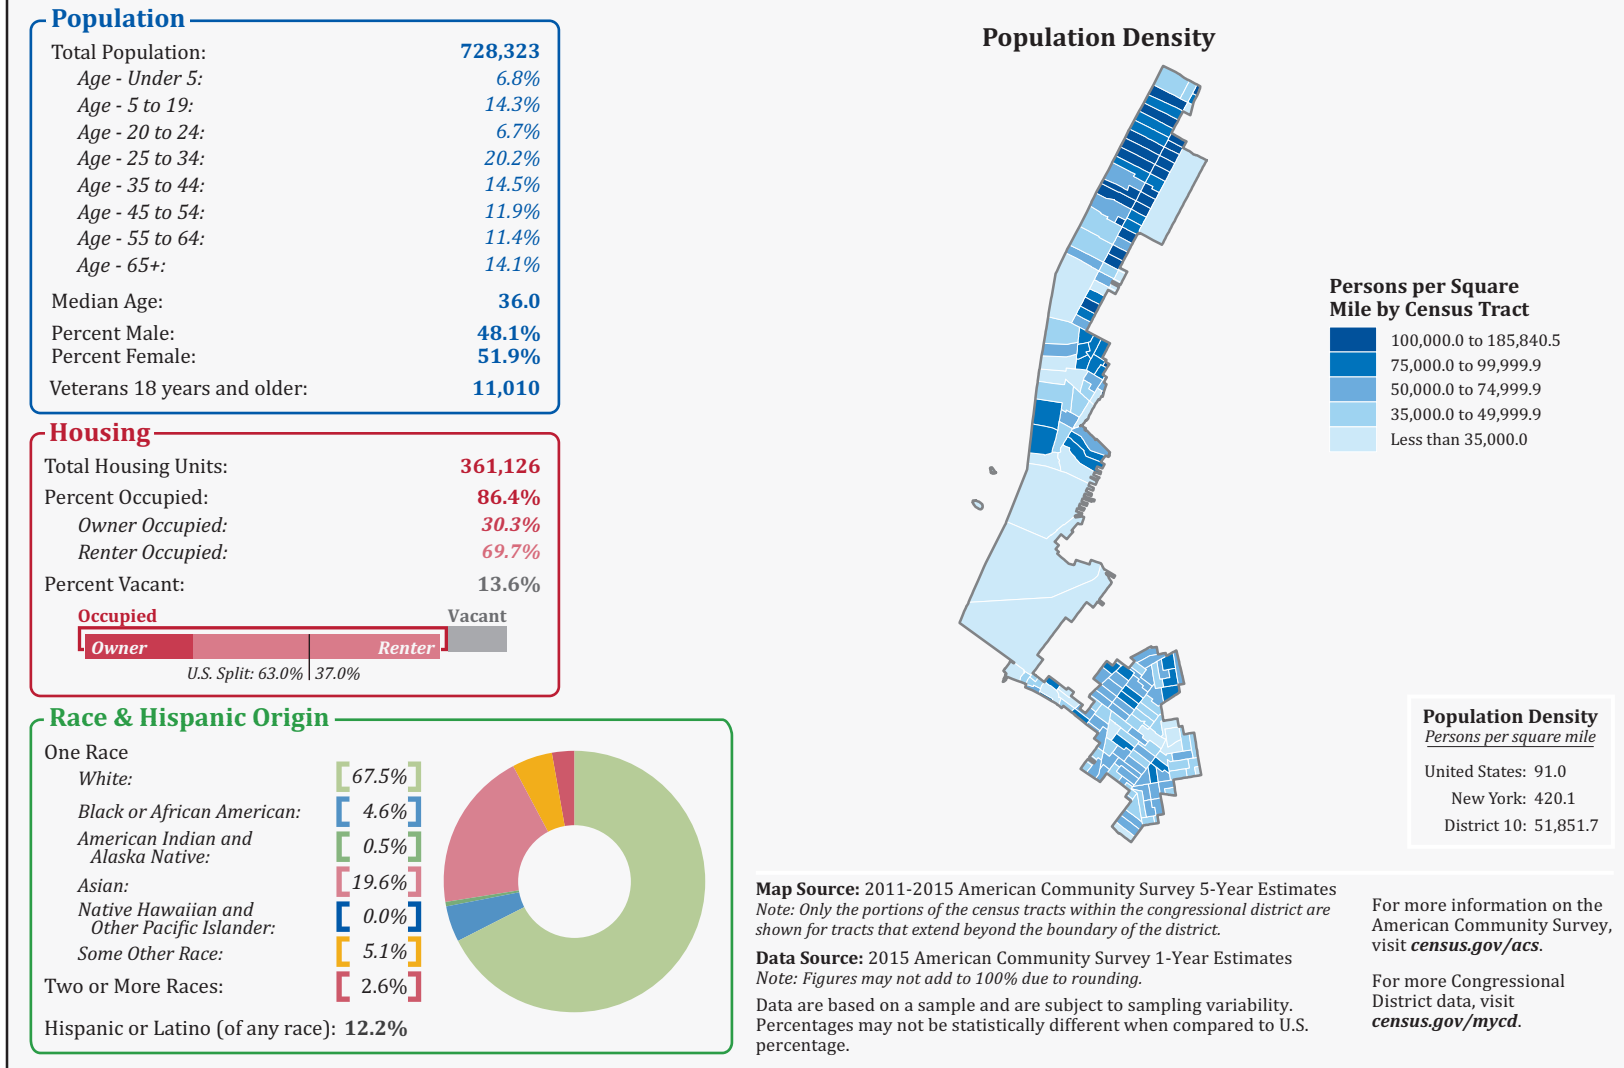 Population
Total Population: 728,323
Age - Under 5: 6.8%
Age - 5 to 19: 14.3%
Age - 20 to 24: 6.7%
Age - 25 to 34: 20.2%
Age - 35 to 44: 14.5%
Age - 45 to 54: 11.9%
Age - 55 to 64: 11.4%
Age - 65+: 14.1%
Median Age: 36.0
Percent Male: 48.1%
Percent Female: 51.9%
Veterans 18 years and older: 11,010
Housing
Total Housing Units: 361,126
Percent Occupied: 86.4%
Owner Occupied: 30.3%
Renter Occupied: 69.7%
Percent Vacant: 13.6%
Occupied Vacant
Owner Renter
U.S. Split: 63.0% 37.0%
Race & Hispanic Origin
One Race
White: 67.5%
Black or African American: 4.6%
American Indian and
Alaska Native: 0.5%
Asian: 19.6%
Native Hawaiian and
Other Pacific Islander: 0.0%
Some Other Race: 5.1%
Two or More Races: 2.6%
Hispanic or Latino (of any race): 12.2%
Population Density
Persons per Square
Mile by Census Tract
100,000.0 to 185,840.5
75,000.0 to 99,999.9
50,000.0 to 74,999.9
35,000.0 to 49,999.9
Less than 35,000.0
Population Density
Persons per square mile
United States: 91.0
New York: 420.1
District 10: 51,851.7
Map Source: 2011-2015 American Community Survey 5-Year Estimates
Note: Only the portions of the census tracts within the congressional district are
shown for tracts that extend beyond the boundary of the district.
Data Source: 2015 American Community Survey 1-Year Estimates
Note: Figures may not add to 100% due to rounding.
Data are based on a sample and are subject to sampling variability.
Percentages may not be statistically different when compared to U.S.
percentage.
For more information on the
American Community Survey,
visit census.gov/acs.
For more Congressional
District data, visit
census.gov/mycd.